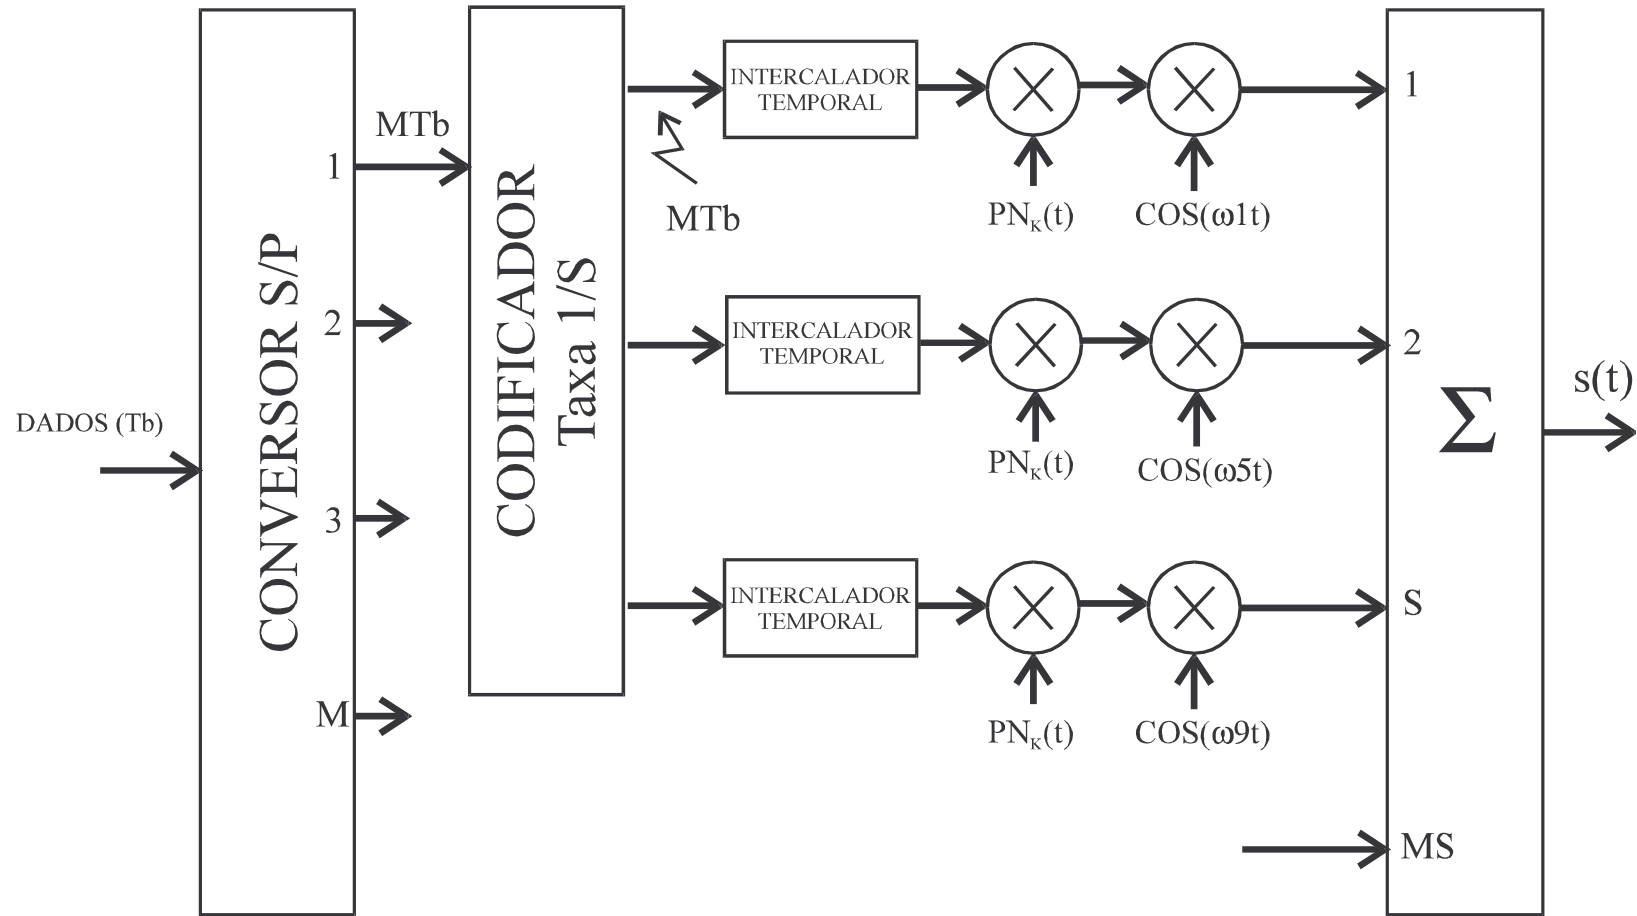 DADOS (Tb)
CONVERSOR S/P
1
2
3
M
MTb
CODIFICADOR
Taxa 1/S
MTb
INTERCALADOR
TEMPORAL
PNK(t)
COS(ω1t)
INTERCALADOR
TEMPORAL
PNK(t)
COS(ω5t)
INTERCALADOR
TEMPORAL
PNK(t)
COS(ω9t)
1
2
S
MS
Σ
s(t)